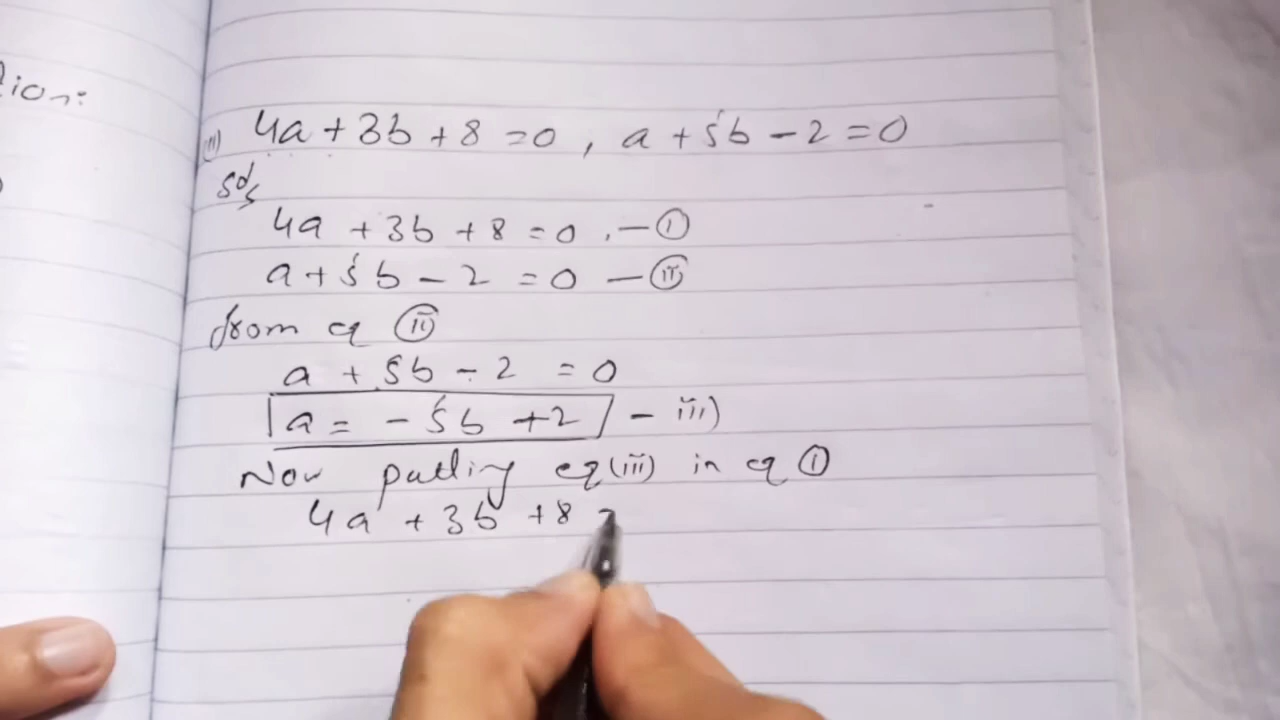 tion:
(ii) 4a + 3b + 8 = 0 , a + 5b - 2 = 0
Sol,
4a + 3b + 8 = 0 . — (i)
a + 5b - 2 = 0 — (ii)
from eq (ii)
a + 5b - 2 = 0
a = - 5b + 2 - iii)
Now putting eq(iii) in eq (i)
4a + 3b + 8 =